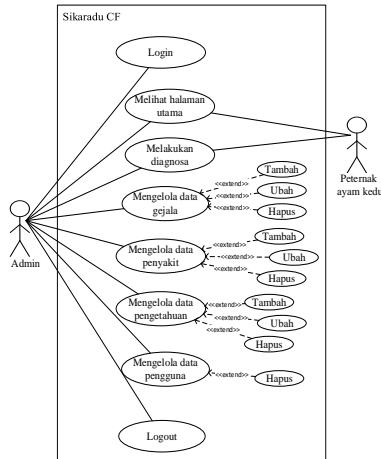 Sikaradu CF
Login
Melihat halaman
utama
Melakukan
diagnosa
Tambah
<<extend>>
Ubah
<<extend>>
Mengelola data
gejala
<<extend>>
Hapus
Peternak
ayam kedu
Admin
Tambah
<<extend>>
Mengelola data
penyakit
<<extend>>
Ubah
<<extend>>
Hapus
Mengelola data
pengetahuan
<<extend>>
Tambah
<<extend>>
Ubah
<<extend>>
Hapus
Mengelola data
pengguna
<<extend>>
Hapus
Logout